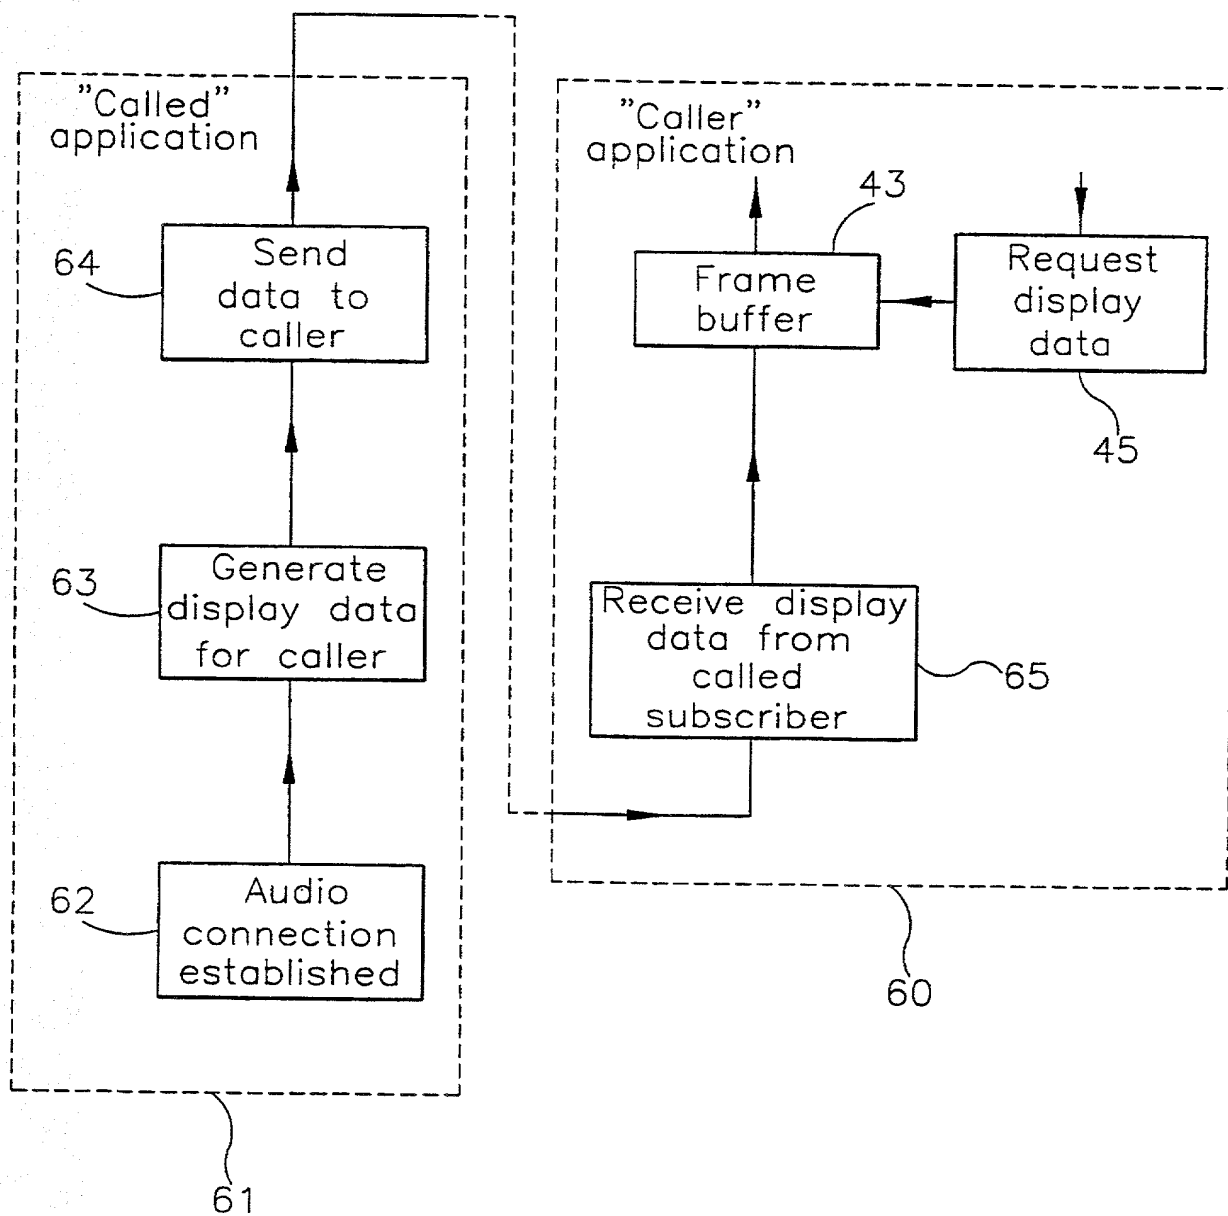 "Called"
application
64
Send
data to
caller
63
Generate
display data
for caller
62
Audio
connection
established
61
"Caller"
application
43
Frame
buffer
Request
display
data
45
Receive display
data from
called
subscriber
65
60